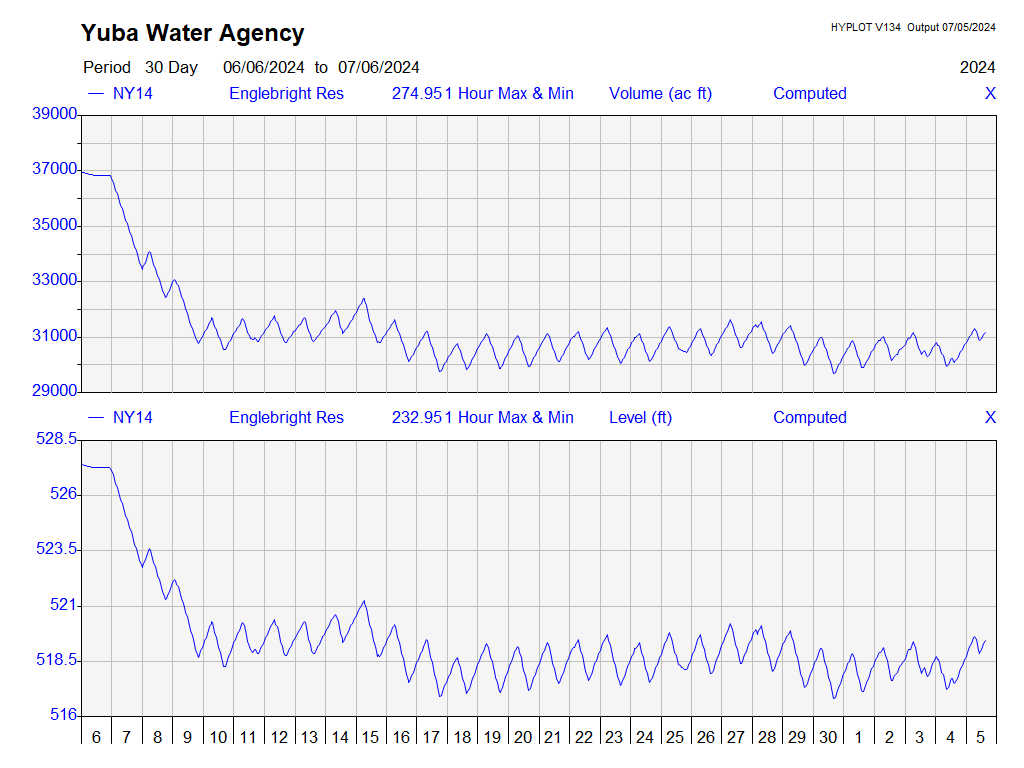 Yuba Water Agency
HYPLOT V134 Output 07/05/2024
Period 30 Day 06/06/2024 to 07/06/2024 2024
NY14 Englebright Res 274.951 Hour Max & Min Volume (ac ft) Computed X
39000
37000
35000
33000
31000
29000
NY14 Englebright Res 232.951 Hour Max & Min Level (ft) Computed X
528.5
526
523.5
521
518.5
516
6 7 8 9 10 11 12 13 14 15 16 17 18 19 20 21 22 23 24 25 26 27 28 29 30 1 2 3 4 5